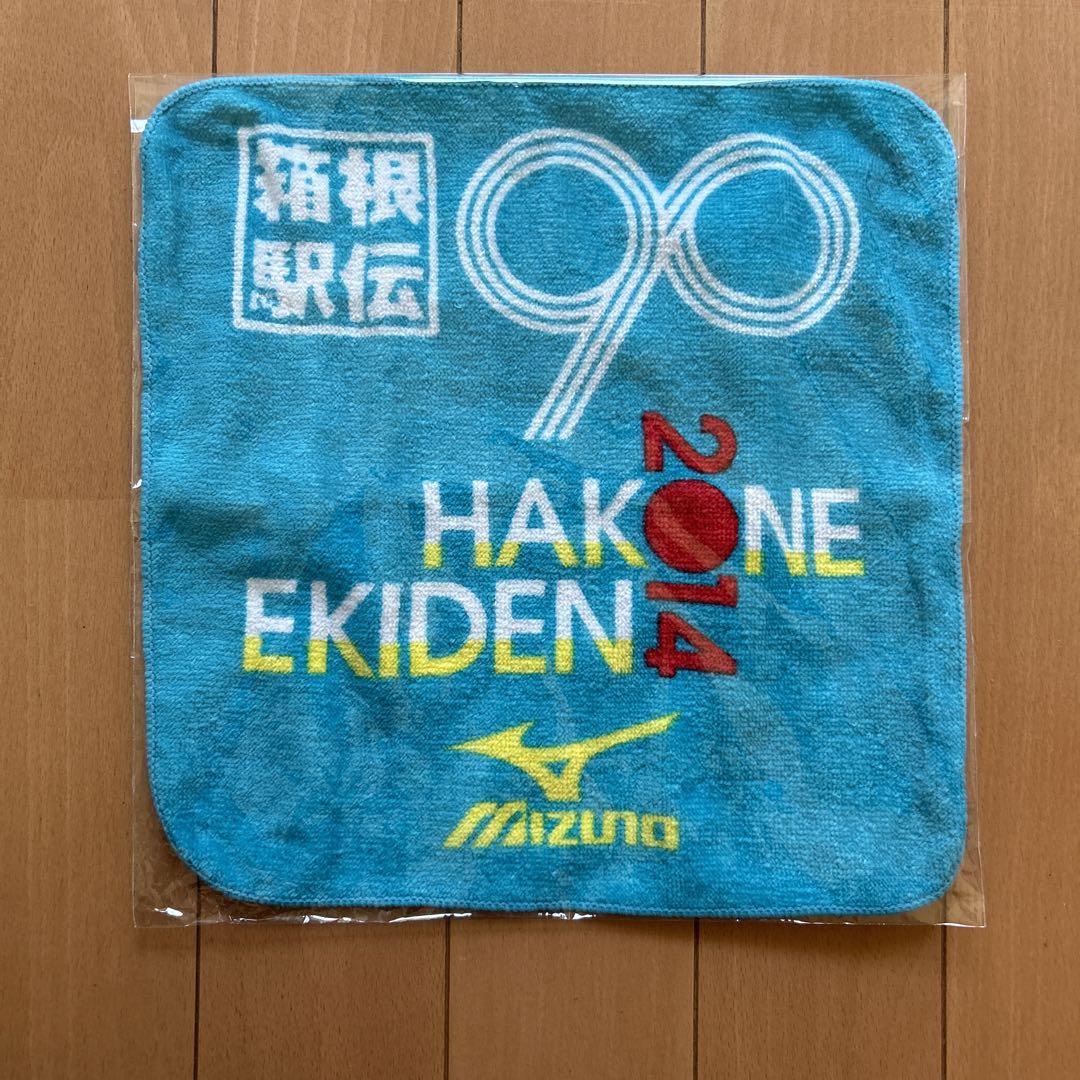 箱根
駅伝
90
2014
HAKONE
EKIDEN
Mizuno